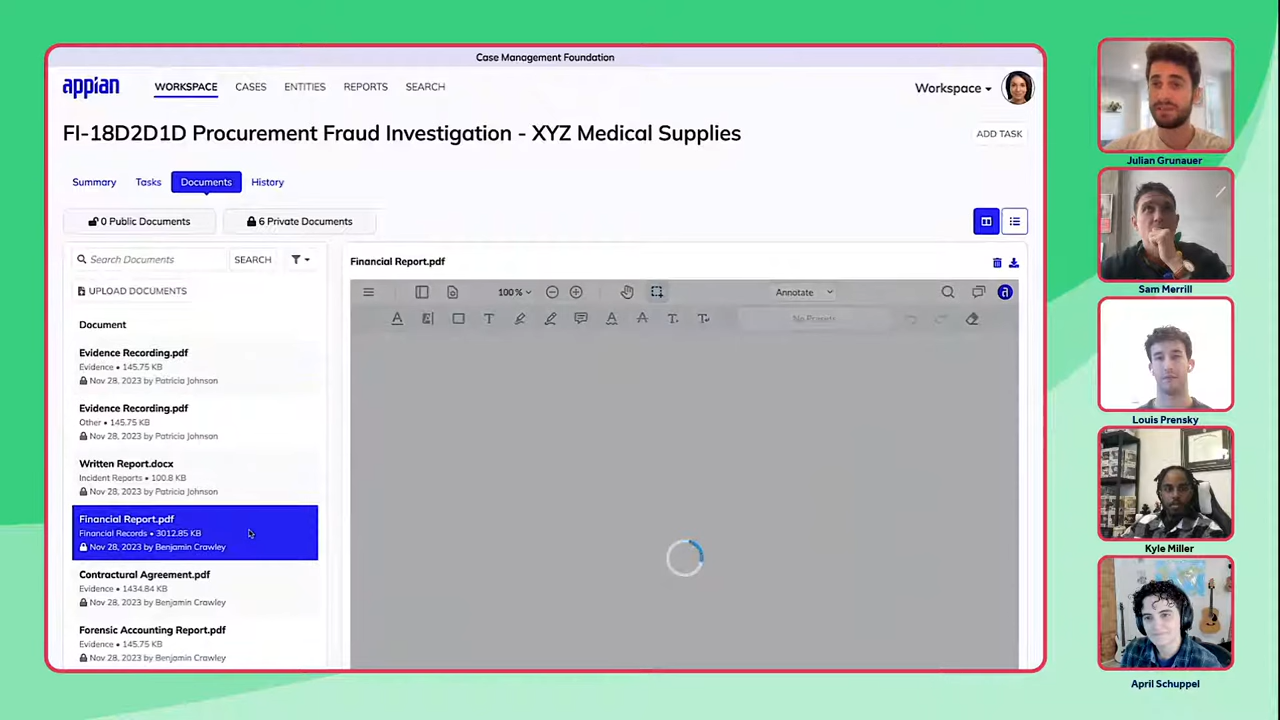 Case Management Foundation
appian
WORKSPACE CASES ENTITIES REPORTS SEARCH
Workspace
FI-18D2D1D Procurement Fraud Investigation - XYZ Medical Supplies
ADD TASK
Summary Tasks Documents History
0 Public Documents 6 Private Documents
Search Documents SEARCH
UPLOAD DOCUMENTS
Document
Evidence Recording.pdf
Evidence • 145.75 KB
Nov 28, 2023 by Patricia Johnson
Evidence Recording.pdf
Other • 145.75 KB
Nov 28, 2023 by Patricia Johnson
Written Report.docx
Incident Reports • 100.8 KB
Nov 28, 2023 by Patricia Johnson
Financial Report.pdf
Financial Records • 3012.85 KB
Nov 28, 2023 by Benjamin Crawley
Contractural Agreement.pdf
Evidence • 1434.84 KB
Nov 28, 2023 by Benjamin Crawley
Forensic Accounting Report.pdf
Evidence • 145.75 KB
Nov 28, 2023 by Benjamin Crawley
Financial Report.pdf
100% Annotate
No Presets
Julian Grunauer
Sam Merrill
Louis Prensky
Kyle Miller
April Schuppel